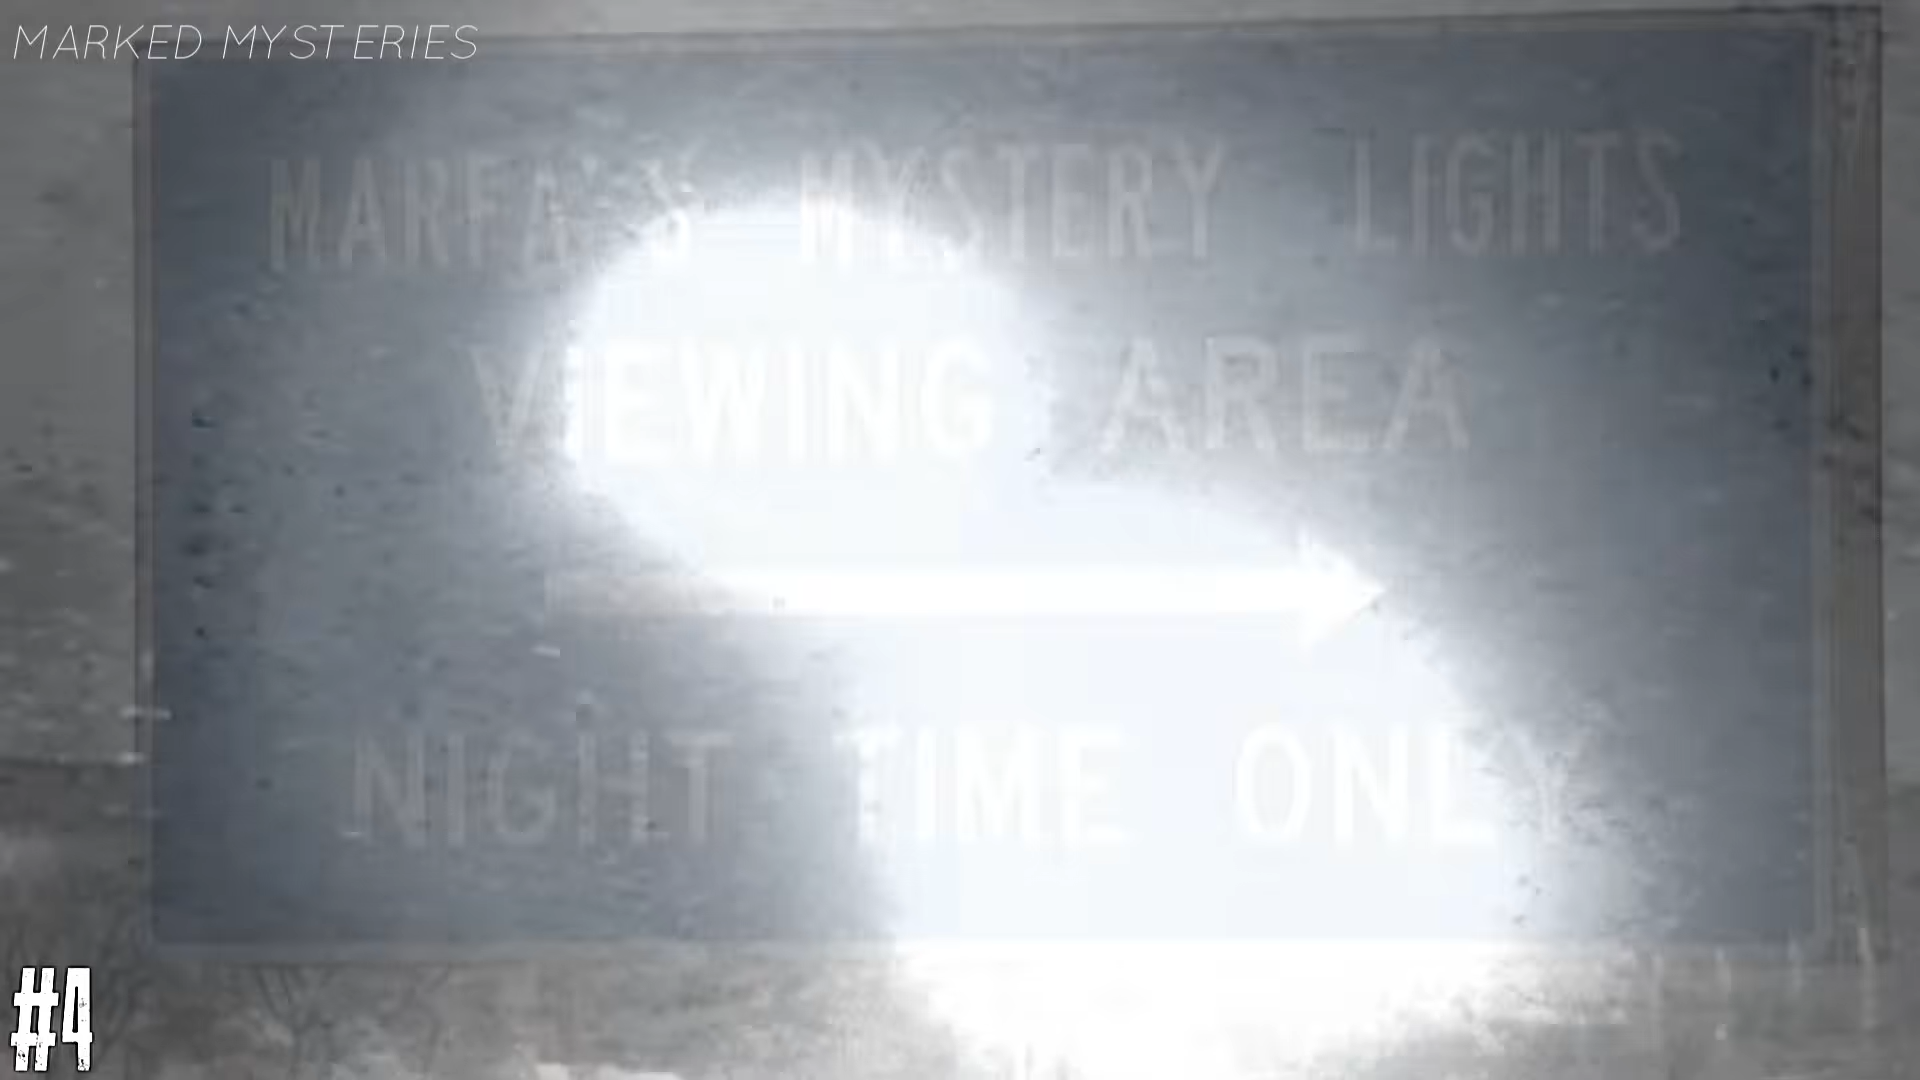 MARKED MYSTERIES
MARFA'S MYSTERY LIGHTS
VIEWING AREA
NIGHT TIME ONLY
#4